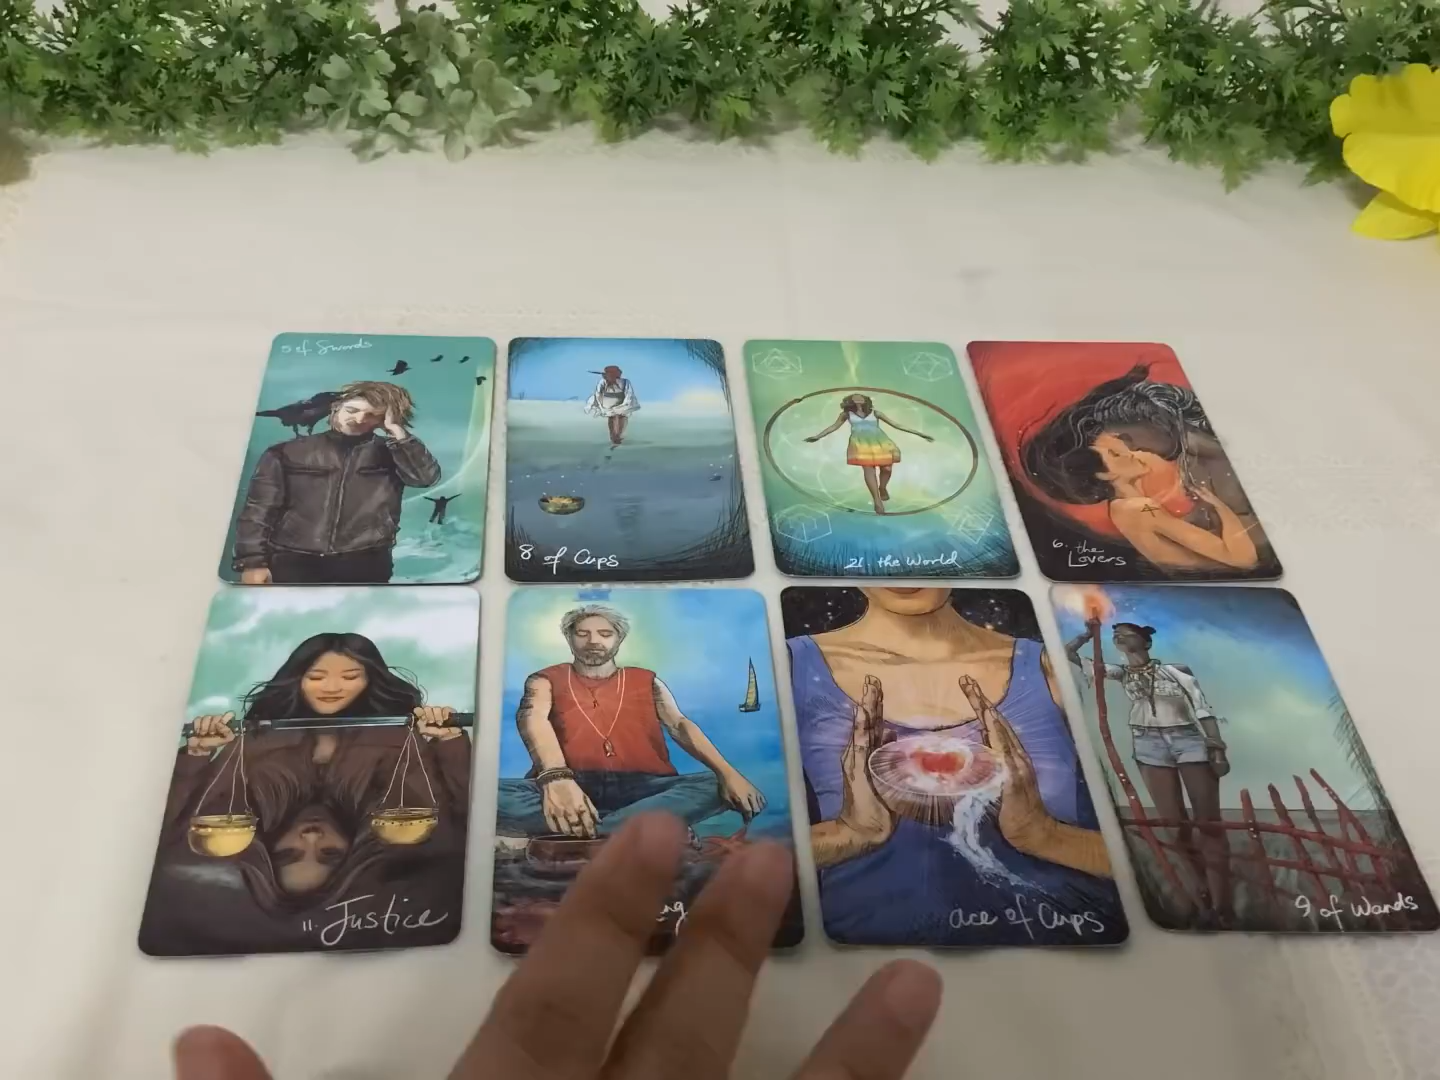 5 of Swords
8 of Cups
21. the World
6. the
Lovers
11. Justice
ace of Cups
9 of Wands